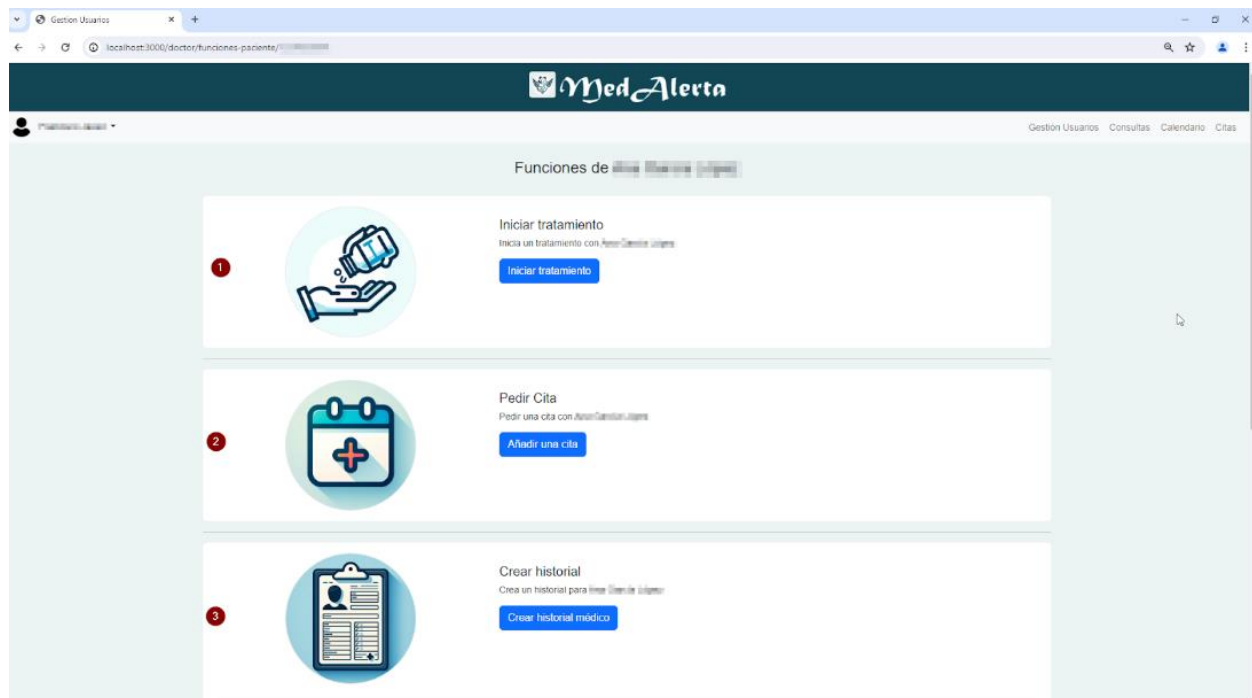 Gestion Usuarios
localhost:3000/doctor/funciones-paciente/
MedAlerta
Gestión Usuarios Consultas Calendario Citas
Funciones de
1
Iniciar tratamiento
Inicia un tratamiento con
Iniciar tratamiento
2
Pedir Cita
Pedir una cita con
Añadir una cita
3
Crear historial
Crea un historial para
Crear historial médico